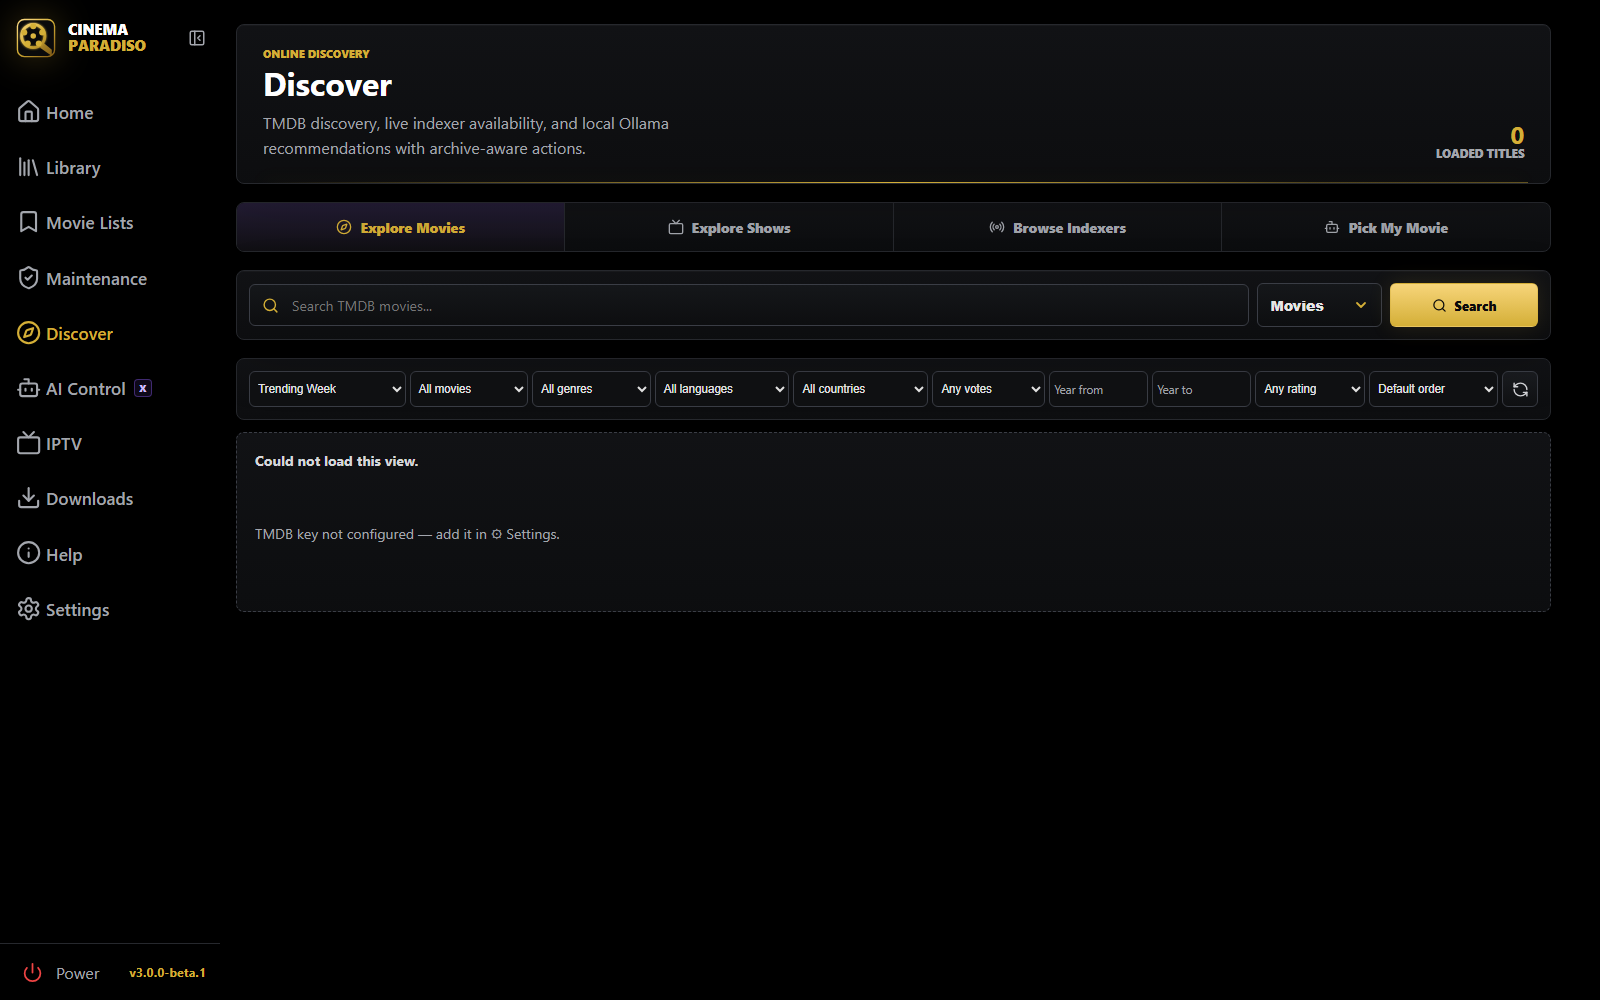 CINEMA
PARADISO
Home
Library
Movie Lists
Maintenance
Discover
AI Control x
IPTV
Downloads
Help
Settings
Power v3.0.0-beta.1
ONLINE DISCOVERY
Discover
TMDB discovery, live indexer availability, and local Ollama
recommendations with archive-aware actions.
0
LOADED TITLES
Explore Movies Explore Shows Browse Indexers Pick My Movie
Search TMDB movies... Movies Search
Trending Week All movies All genres All languages All countries Any votes Year from Year to Any rating Default order
Could not load this view.
TMDB key not configured — add it in ⚙ Settings.